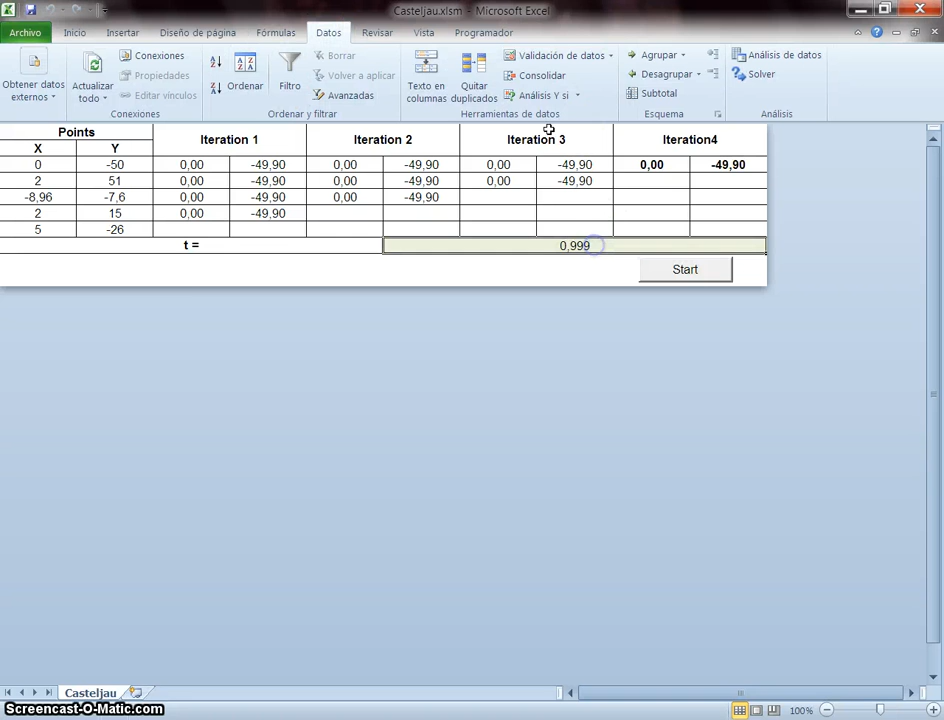 Casteljau.xlsm - Microsoft Excel
Archivo Inicio Insertar Diseño de página Fórmulas Datos Revisar Vista Programador
Obtener datos externos
Actualizar todo
Conexiones
Propiedades
Editar vínculos
Conexiones
Ordenar
Filtro
Borrar
Volver a aplicar
Avanzadas
Ordenar y filtrar
Texto en columnas
Quitar duplicados
Validación de datos
Consolidar
Análisis Y si
Herramientas de datos
Agrupar
Desagrupar
Subtotal
Esquema
Análisis de datos
Solver
Análisis
Points Iteration 1 Iteration 2 Iteration 3 Iteration4
X Y
0 -50 0,00 -49,90 0,00 -49,90 0,00 -49,90 0,00 -49,90
2 51 0,00 -49,90 0,00 -49,90 0,00 -49,90
-8,96 -7,6 0,00 -49,90 0,00 -49,90
2 15 0,00 -49,90
5 -26
t = 0,999
Start
Casteljau
100%
Screencast-O-Matic.com